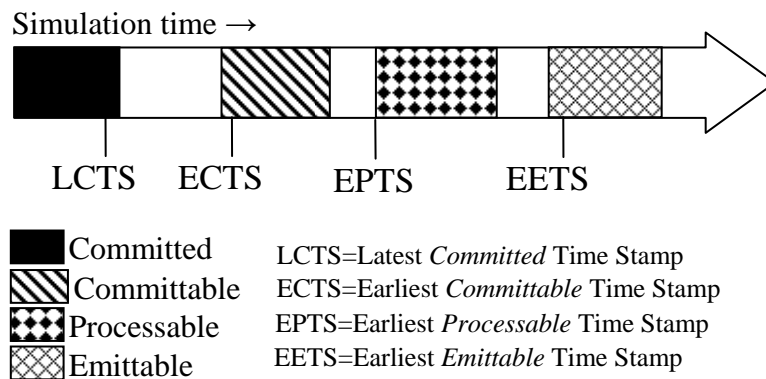 Simulation time →
LCTS ECTS EPTS EETS
Committed
Committable
Processable
Emittable
LCTS=Latest Committed Time Stamp
ECTS=Earliest Committable Time Stamp
EPTS=Earliest Processable Time Stamp
EETS=Earliest Emittable Time Stamp